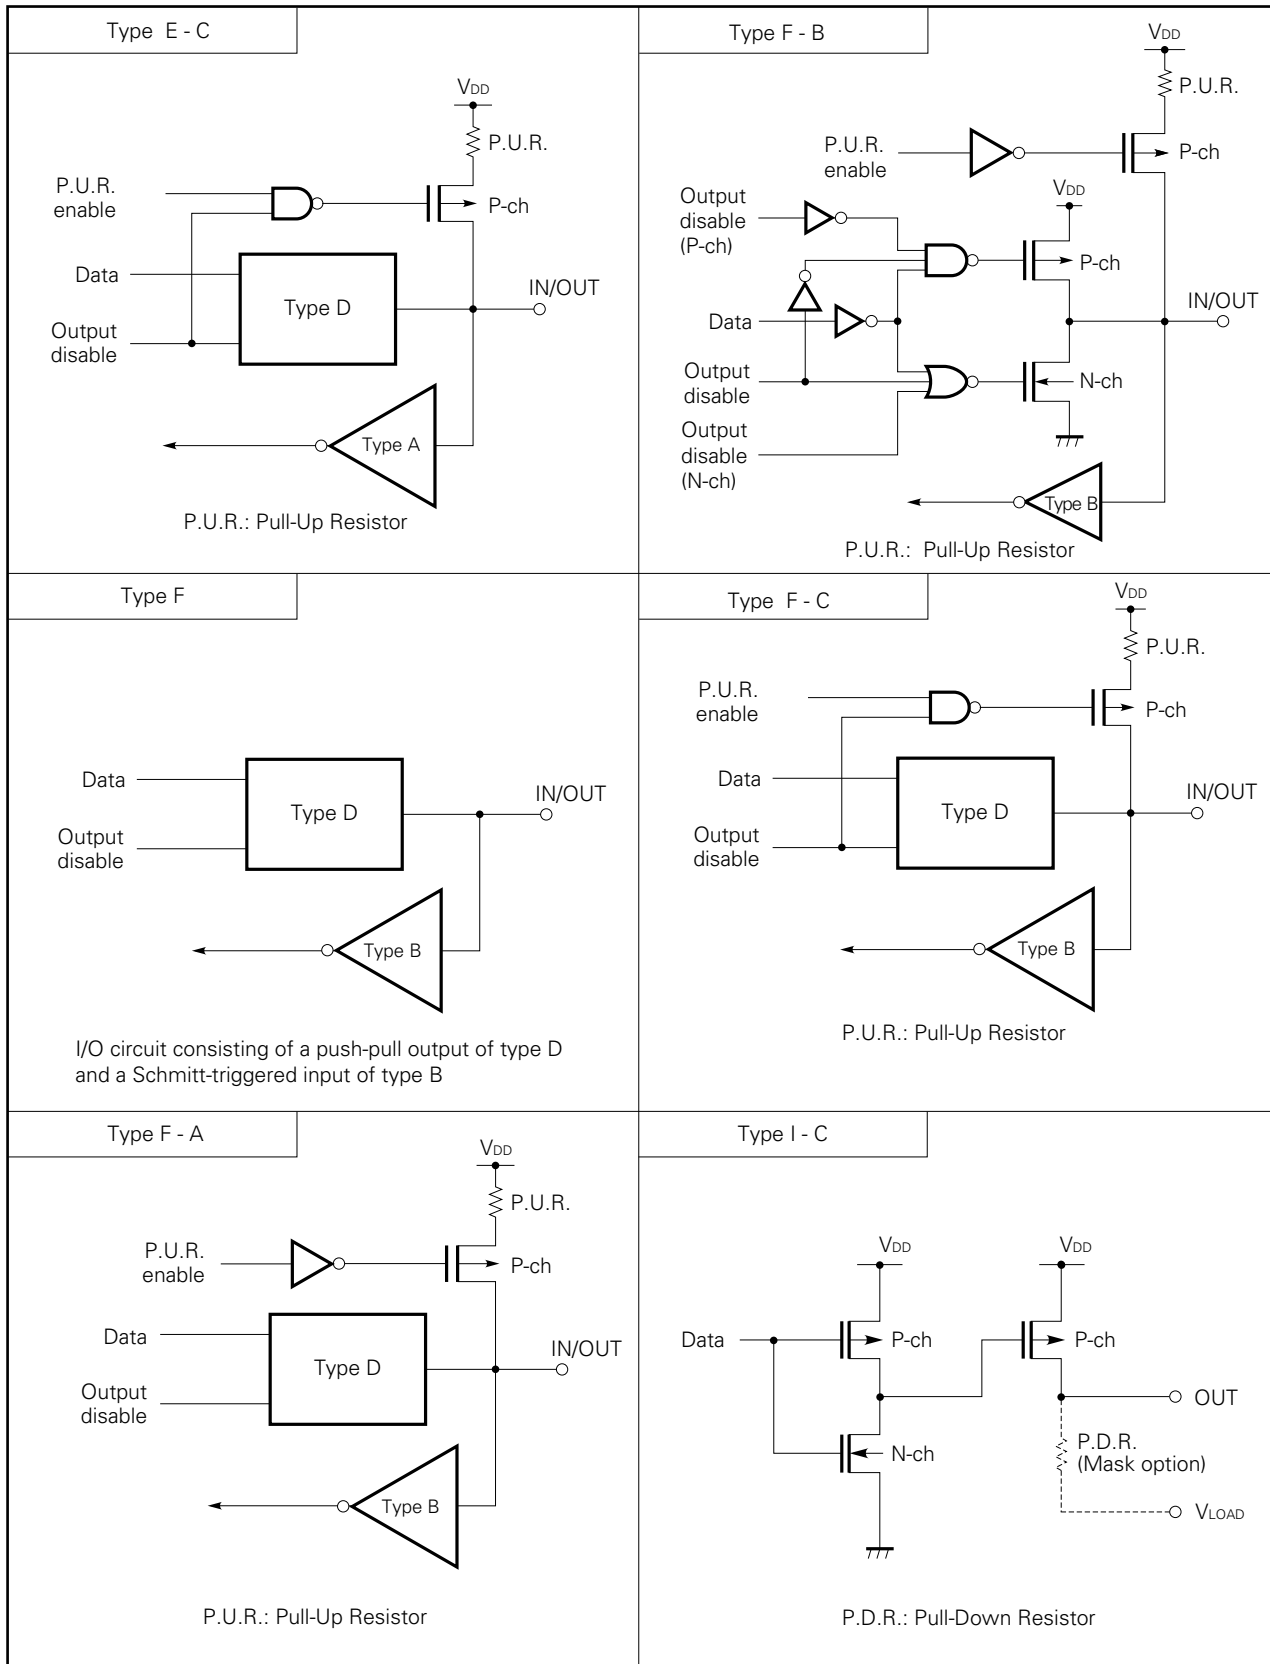 Type E - C
VDD
P.U.R.
P.U.R.
enable
P-ch
Data
Type D
IN/OUT
Output
disable
Type A
P.U.R.: Pull-Up Resistor
Type F - B
VDD
P.U.R.
P.U.R.
enable
P-ch
Output
disable
(P-ch)
VDD
P-ch
IN/OUT
Data
Output
disable
N-ch
Output
disable
(N-ch)
Type B
P.U.R.: Pull-Up Resistor
Type F
Data
Type D
IN/OUT
Output
disable
Type B
I/O circuit consisting of a push-pull output of type D
and a Schmitt-triggered input of type B
Type F - C
VDD
P.U.R.
P.U.R.
enable
P-ch
Data
Type D
IN/OUT
Output
disable
Type B
P.U.R.: Pull-Up Resistor
Type F - A
VDD
P.U.R.
P.U.R.
enable
P-ch
Data
Type D
IN/OUT
Output
disable
Type B
P.U.R.: Pull-Up Resistor
Type I - C
VDD
VDD
Data
P-ch
P-ch
OUT
N-ch
P.D.R.
(Mask option)
VLOAD
P.D.R.: Pull-Down Resistor